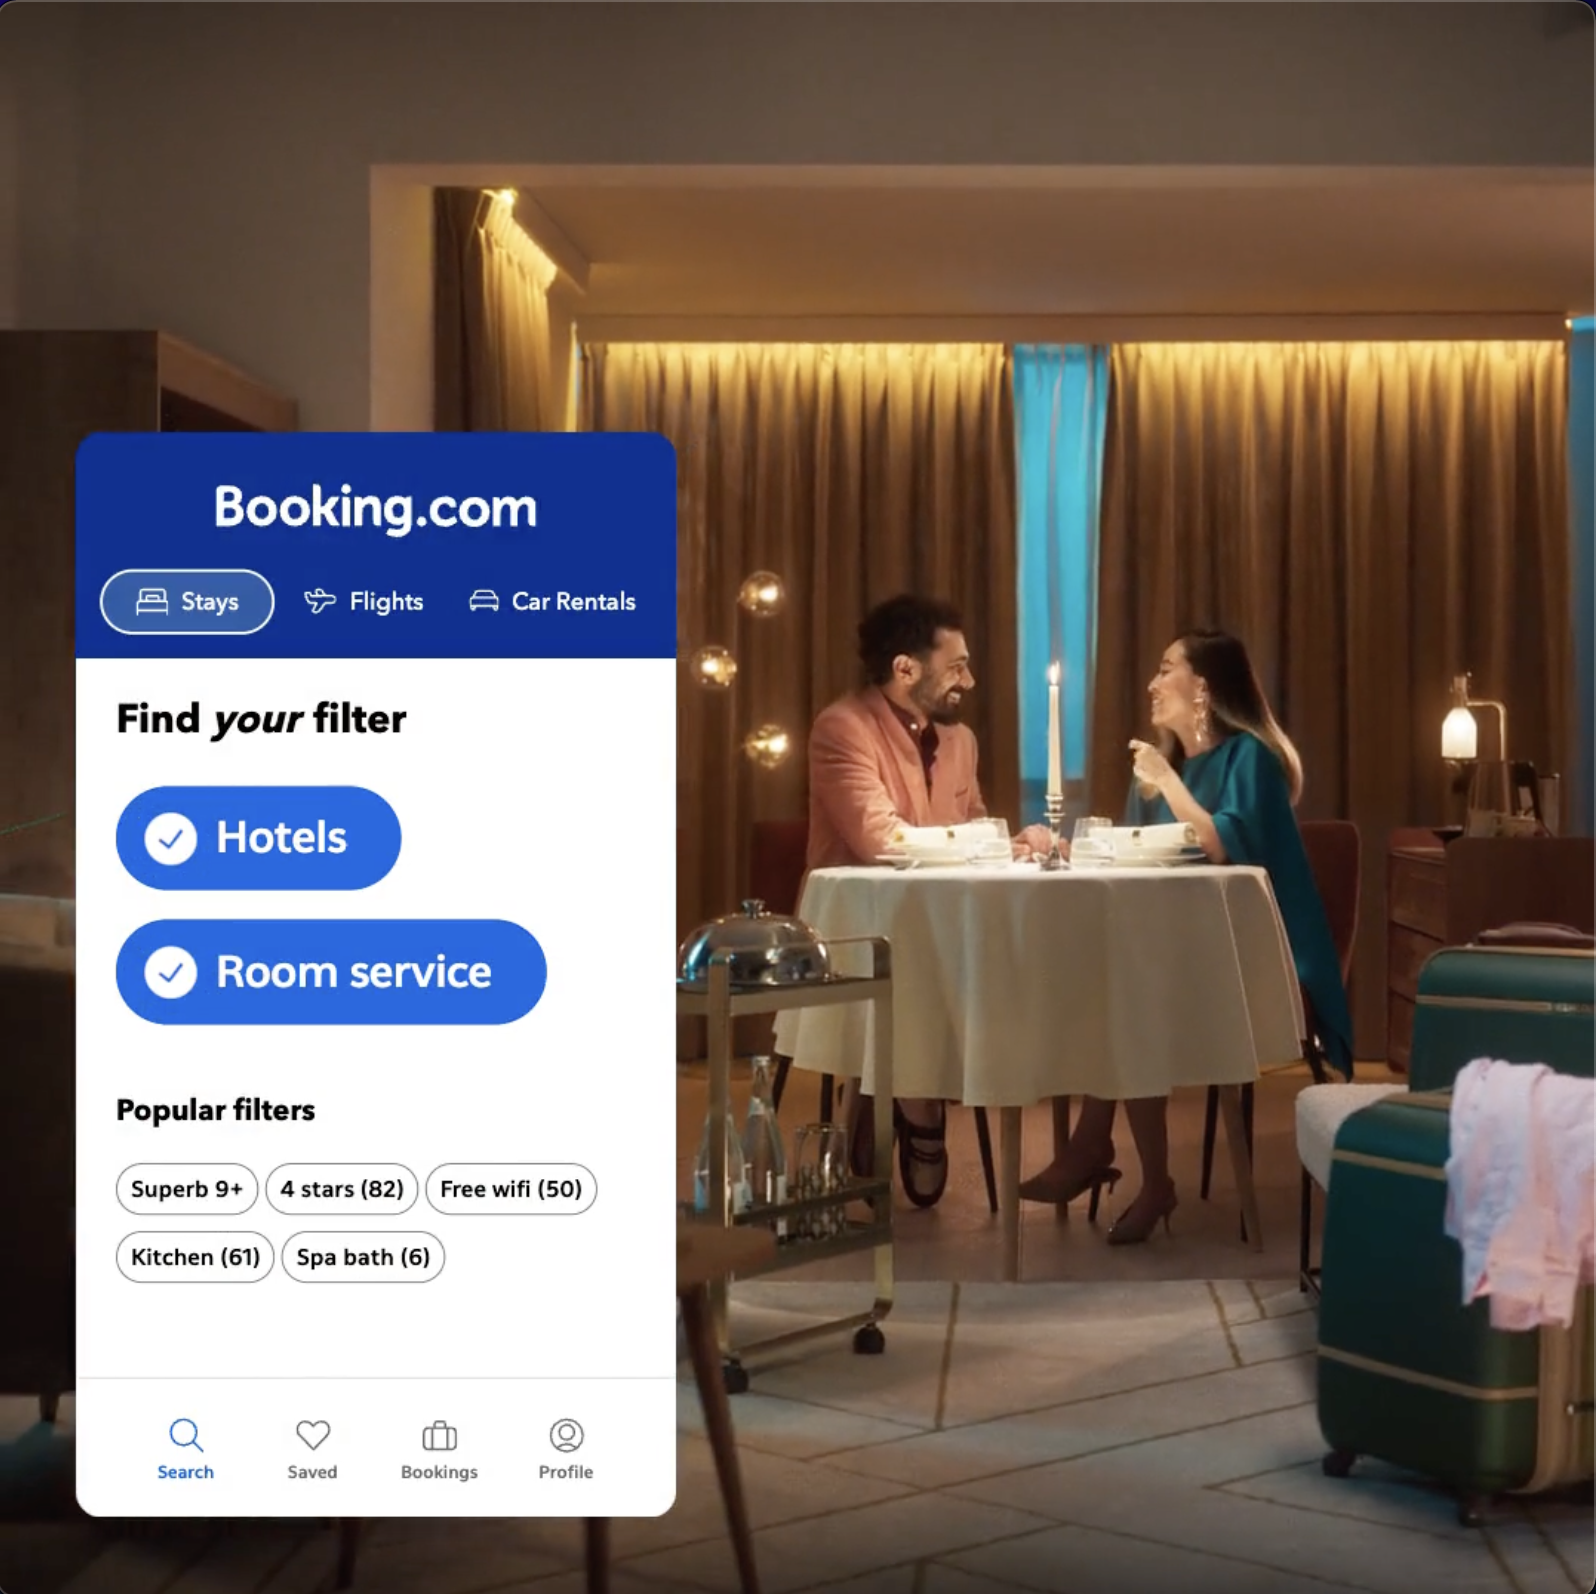 Booking.com
Stays Flights Car Rentals
Find your filter
Hotels
Room service
Popular filters
Superb 9+ 4 stars (82) Free wifi (50)
Kitchen (61) Spa bath (6)
Search Saved Bookings Profile